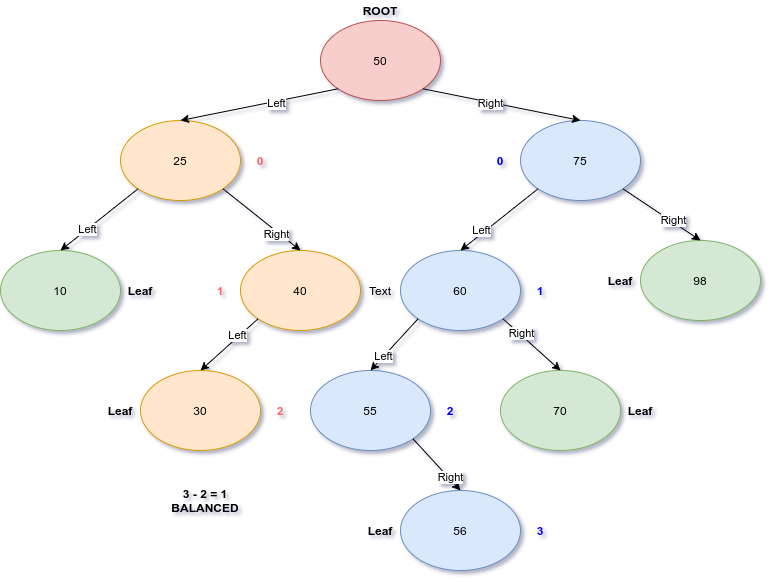 ROOT
50
Left
Right
25
0
0
75
Left
Right
Left
Right
10
Leaf
1
40
Text
60
1
Leaf
98
Left
Left
Right
Leaf
30
2
55
2
70
Leaf
Right
3 - 2 = 1
BALANCED
Leaf
56
3